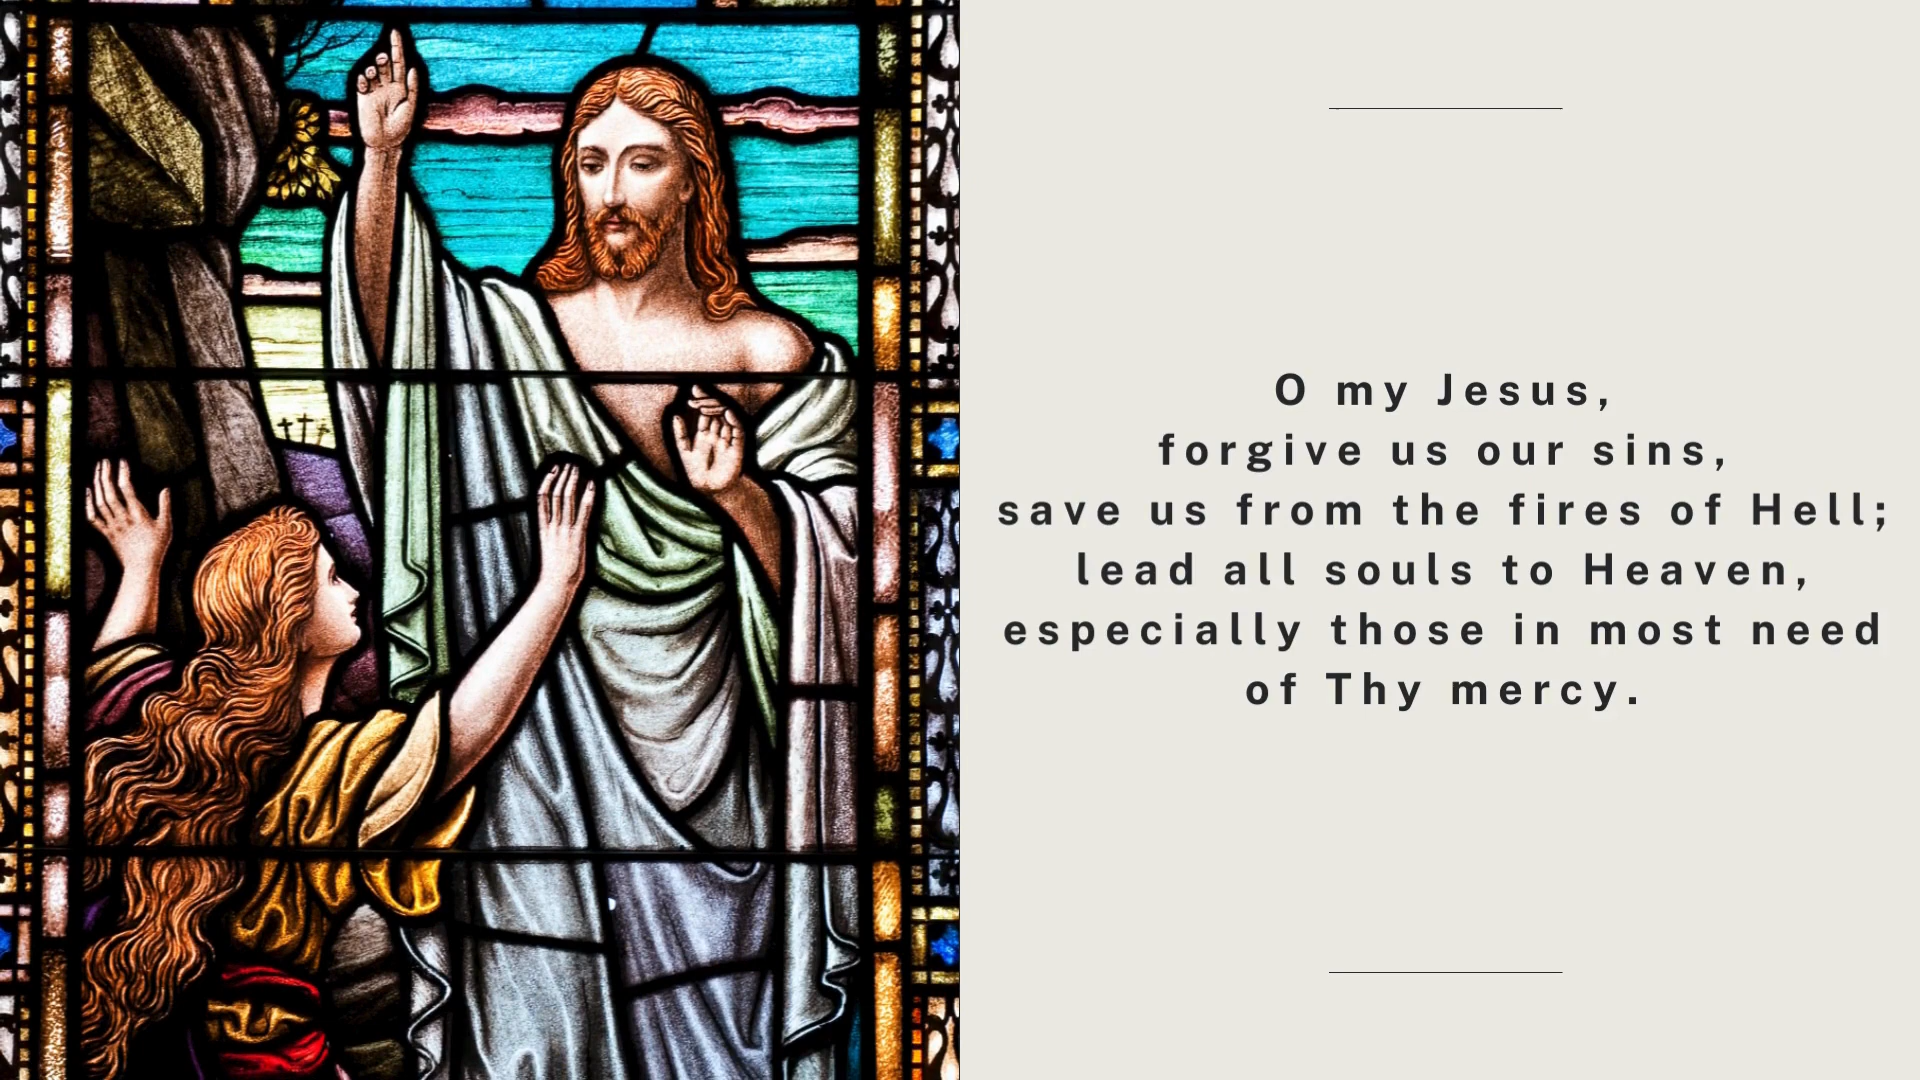 O my Jesus,
forgive us our sins,
save us from the fires of Hell;
lead all souls to Heaven,
especially those in most need
of Thy mercy.